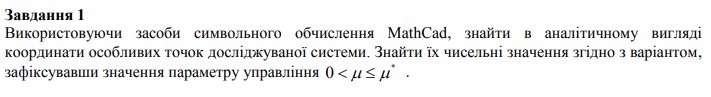 Завдання 1
Використовуючи засоби символьного обчислення MathCad, знайти в аналітичному вигляді
координати особливих точок досліджуваної системи. Знайти їх чисельні значення згідно з варіантом,
зафіксувавши значення параметру управління 0 < μ ≤ μ* .